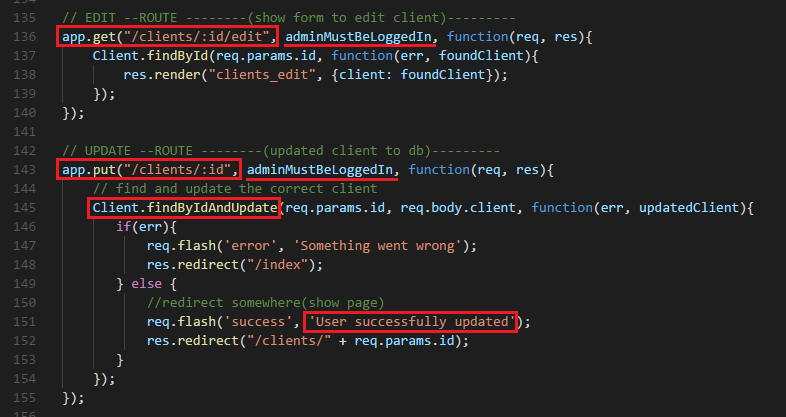 135 // EDIT --ROUTE --------(show form to edit client)---------
136 app.get("/clients/:id/edit", adminMustBeLoggedIn, function(req, res){
137 Client.findById(req.params.id, function(err, foundClient){
138 res.render("clients_edit", {client: foundClient});
139 });
140 });
141
142 // UPDATE --ROUTE --------(updated client to db)---------
143 app.put("/clients/:id", adminMustBeLoggedIn, function(req, res){
144 // find and update the correct client
145 Client.findByIdAndUpdate(req.params.id, req.body.client, function(err, updatedClient){
146 if(err){
147 req.flash('error', 'Something went wrong');
148 res.redirect("/index");
149 } else {
150 //redirect somewhere(show page)
151 req.flash('success', 'User successfully updated');
152 res.redirect("/clients/" + req.params.id);
153 }
154 });
155 });